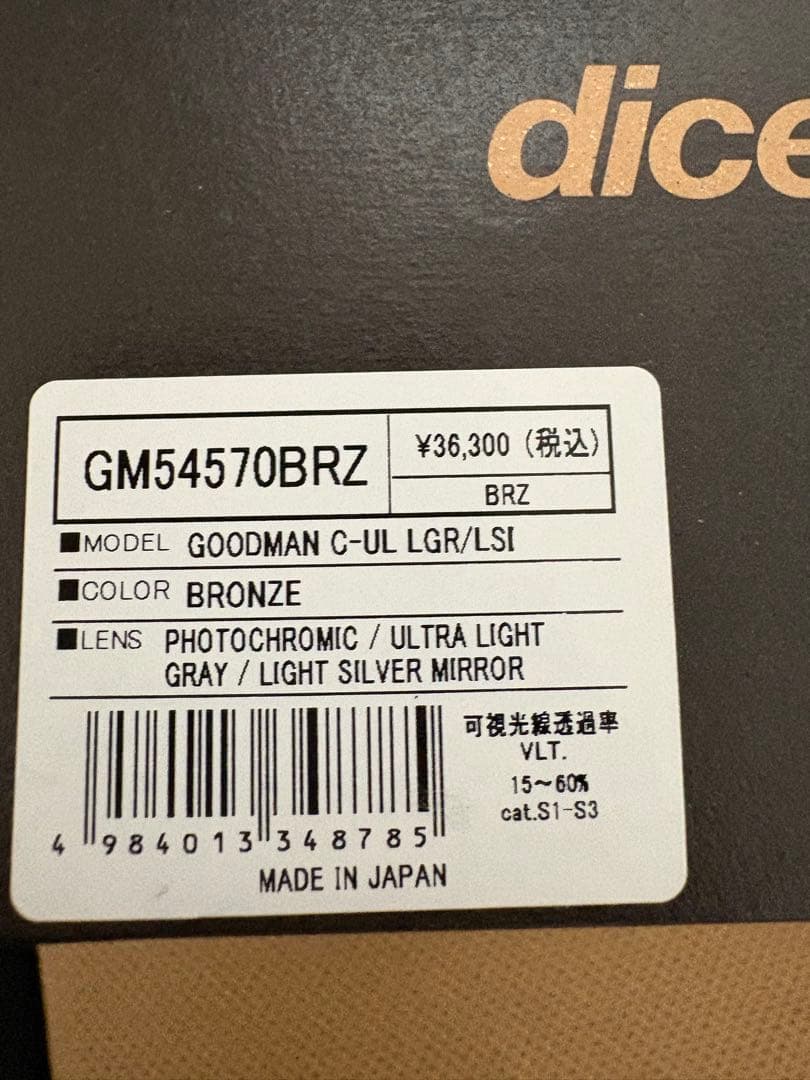 dice
GM54570BRZ
¥36,300 (税込)
BRZ
■MODEL GOODMAN C-UL LGR/LSI
■COLOR BRONZE
■LENS PHOTOCHROMIC / ULTRA LIGHT
GRAY / LIGHT SILVER MIRROR
可視光線透過率
VLT.
15〜60%
cat.S1-S3
4 984013 348785
MADE IN JAPAN